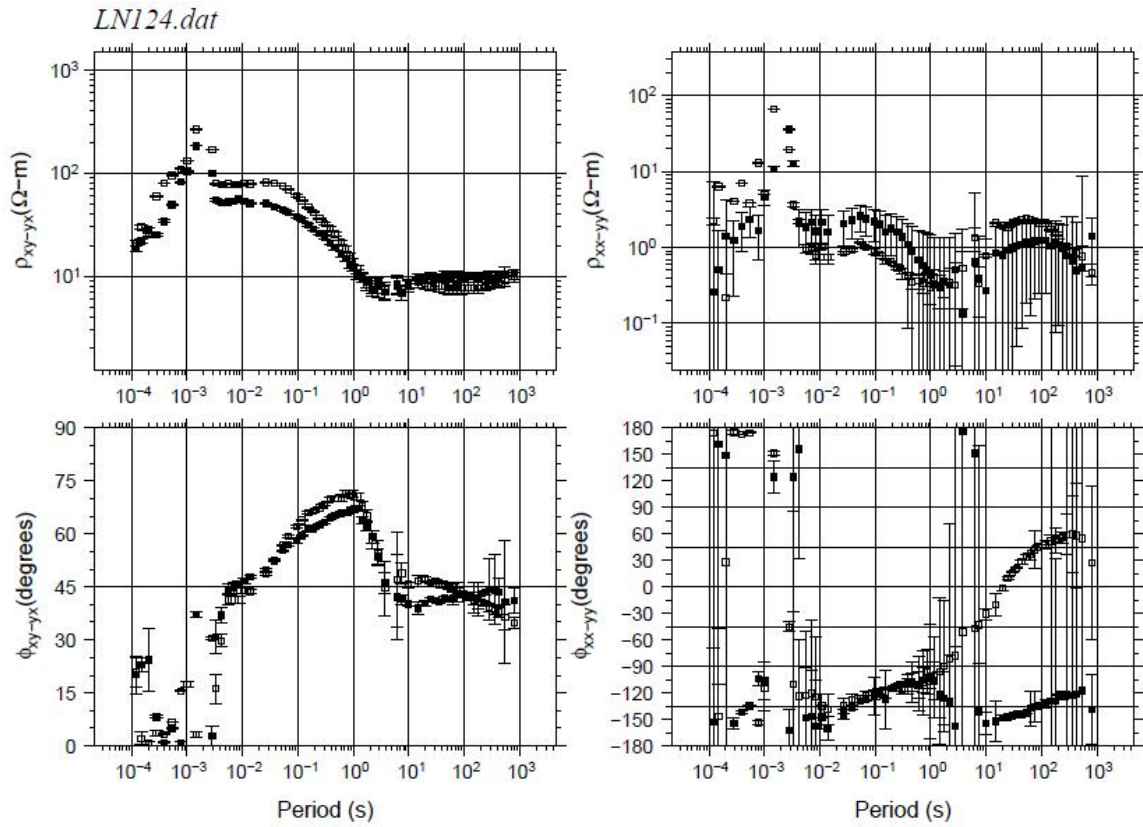 LN124.dat
10³
10²
10¹
ρxy−yx(Ω−m)
10⁻⁴ 10⁻³ 10⁻² 10⁻¹ 10⁰ 10¹ 10² 10³
10²
10¹
10⁰
10⁻¹
ρxx−yy(Ω−m)
10⁻⁴ 10⁻³ 10⁻² 10⁻¹ 10⁰ 10¹ 10² 10³
90
75
60
45
30
15
0
ϕxy−yx(degrees)
10⁻⁴ 10⁻³ 10⁻² 10⁻¹ 10⁰ 10¹ 10² 10³
Period (s)
180
150
120
90
60
30
0
−30
−60
−90
−120
−150
−180
ϕxx−yy(degrees)
10⁻⁴ 10⁻³ 10⁻² 10⁻¹ 10⁰ 10¹ 10² 10³
Period (s)